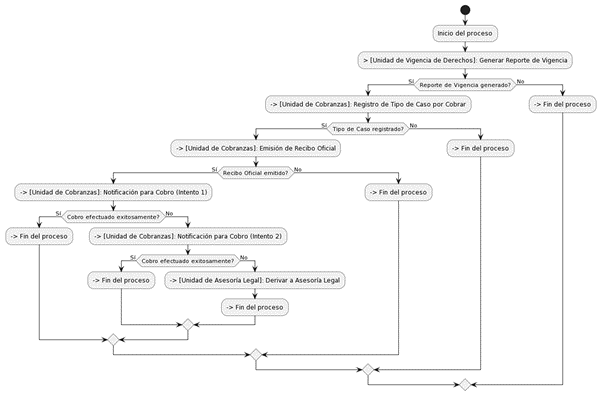 Inicio del proceso
> [Unidad de Vigencia de Derechos]: Generar Reporte de Vigencia
Sí
Reporte de Vigencia generado?
No
-> [Unidad de Cobranzas]: Registro de Tipo de Caso por Cobrar
-> Fin del proceso
Sí
Tipo de Caso registrado?
No
-> [Unidad de Cobranzas]: Emisión de Recibo Oficial
-> Fin del proceso
Sí
Recibo Oficial emitido?
No
-> [Unidad de Cobranzas]: Notificación para Cobro (Intento 1)
-> Fin del proceso
Sí
Cobro efectuado exitosamente?
No
-> Fin del proceso
-> [Unidad de Cobranzas]: Notificación para Cobro (Intento 2)
Sí
Cobro efectuado exitosamente?
No
-> Fin del proceso
-> [Unidad de Asesoría Legal]: Derivar a Asesoría Legal
-> Fin del proceso